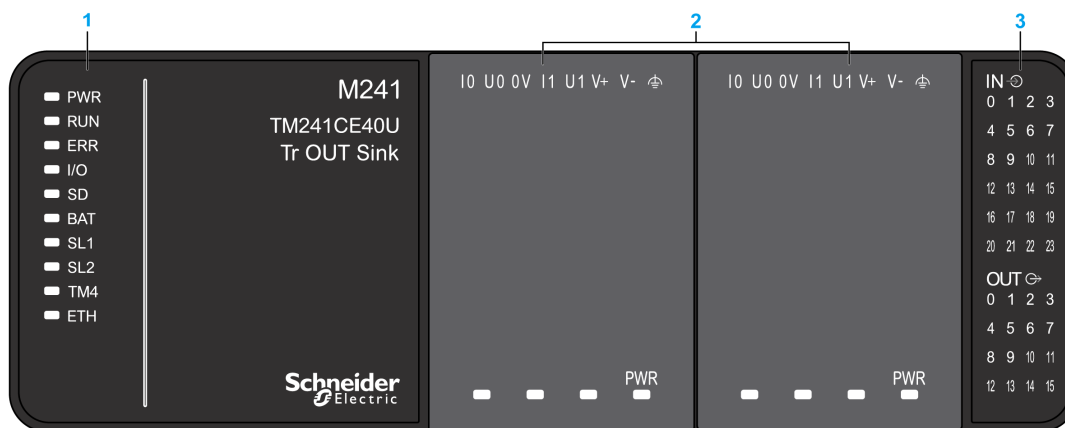 1
2
3
PWR
RUN
ERR
I/O
SD
BAT
SL1
SL2
TM4
ETH
M241
TM241CE40U
Tr OUT Sink
Schneider
Electric
I0 U0 0V I1 U1 V+ V-
PWR
I0 U0 0V I1 U1 V+ V-
PWR
IN
0 1 2 3
4 5 6 7
8 9 10 11
12 13 14 15
16 17 18 19
20 21 22 23
OUT
0 1 2 3
4 5 6 7
8 9 10 11
12 13 14 15